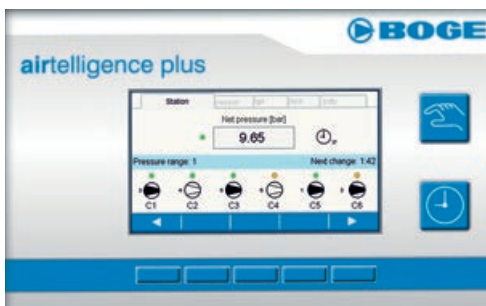 BOGE
airtelligence plus
Station
Net pressure [bar]
9.65
Pressure range: 1
Next change: 1:42
C1 C2 C3 C4 C5 C6